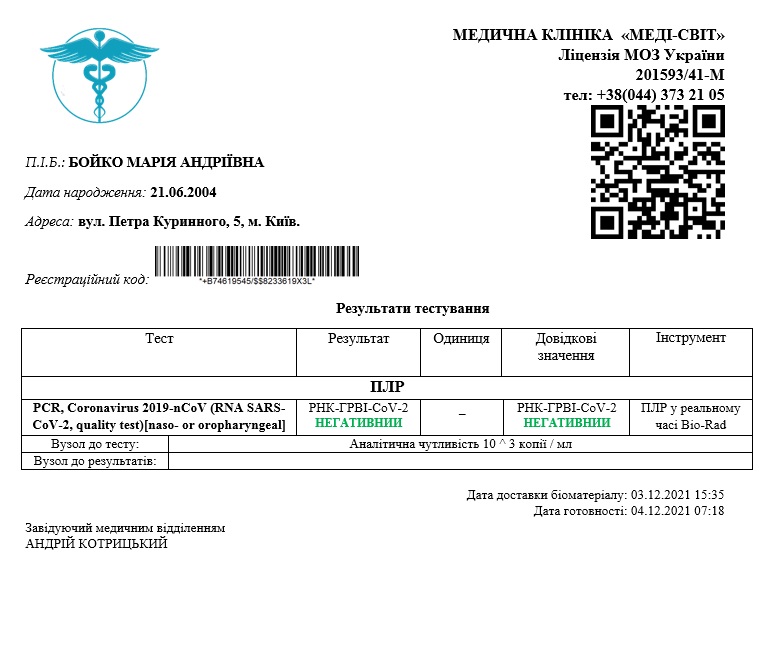 МЕДИЧНА КЛІНІКА «МЕДІ-СВІТ»
Ліцензія МОЗ України
201593/41-М
тел: +38(044) 373 21 05
П.І.Б.: БОЙКО МАРІЯ АНДРІЇВНА
Дата народження: 21.06.2004
Адреса: вул. Петра Куринного, 5, м. Київ.
Реєстраційний код:
*+B74619545/$$8233619X3L*
Результати тестування
Тест Результат Одиниця Довідкові значення Інструмент
ПЛР
PCR, Coronavirus 2019-nCoV (RNA SARS- РНК-ГРВІ-CoV-2 – РНК-ГРВІ-CoV-2 ПЛР у реальному
CoV-2, quality test)[naso- or oropharyngeal] НЕГАТИВНИИ НЕГАТИВНИИ часі Bio-Rad
Вузол до тесту: Аналітична чутливість 10 ^ 3 копії / мл
Вузол до результатів:
Дата доставки біоматеріалу: 03.12.2021 15:35
Дата готовності: 04.12.2021 07:18
Завідуючий медичним відділенням
АНДРІЙ КОТРИЦЬКИЙ